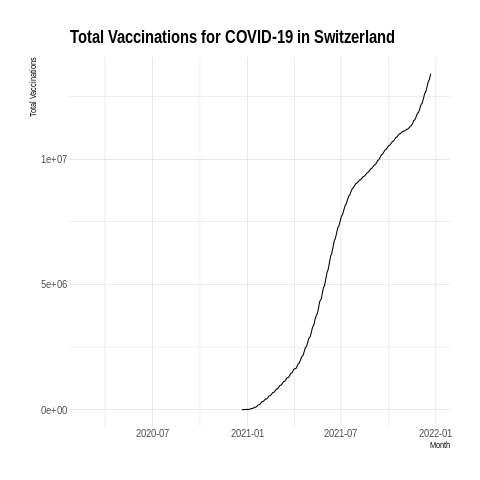 Total Vaccinations for COVID-19 in Switzerland
Total Vaccinations
1e+07
5e+06
0e+00
2020-07
2021-01
2021-07
2022-01
Month